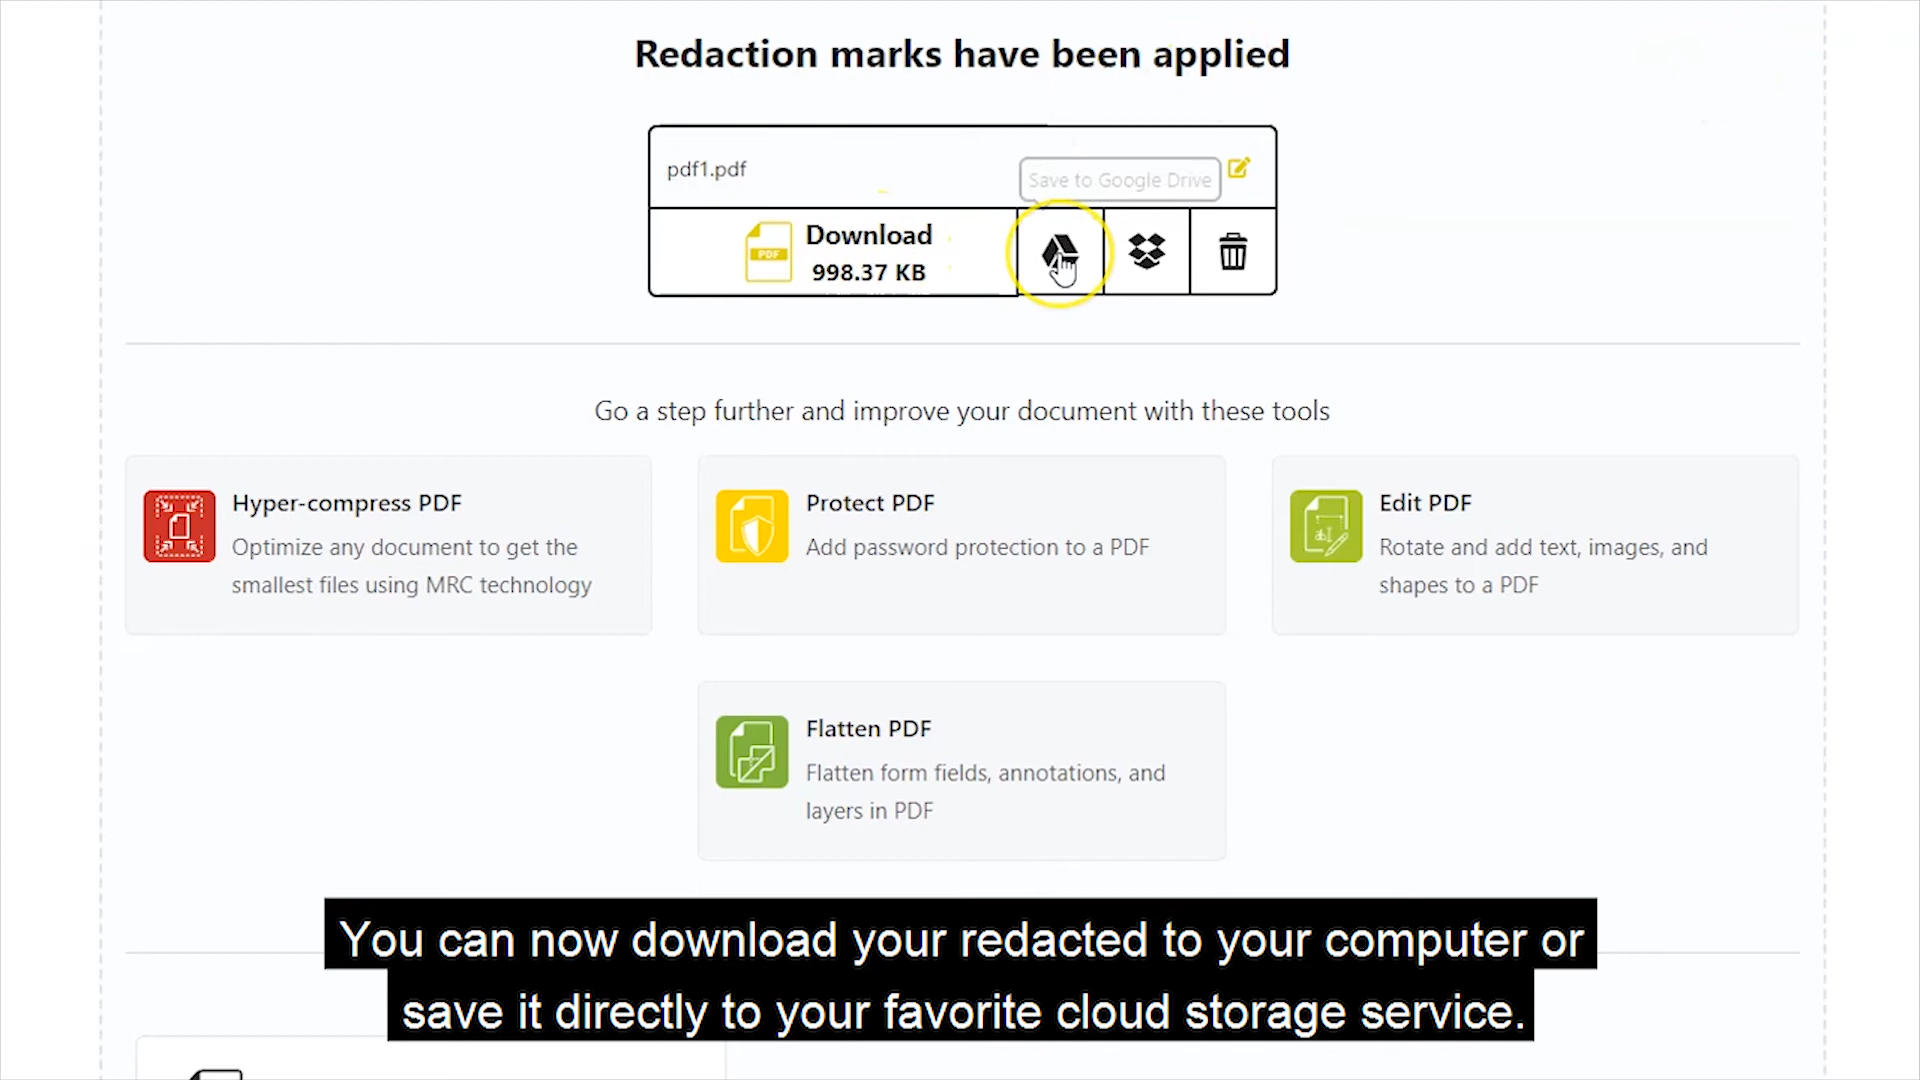 Redaction marks have been applied
pdf1.pdf
Save to Google Drive
PDF
Download
998.37 KB
Go a step further and improve your document with these tools
Hyper-compress PDF
Optimize any document to get the
smallest files using MRC technology
Protect PDF
Add password protection to a PDF
Edit PDF
Rotate and add text, images, and
shapes to a PDF
Flatten PDF
Flatten form fields, annotations, and
layers in PDF
You can now download your redacted to your computer or
save it directly to your favorite cloud storage service.